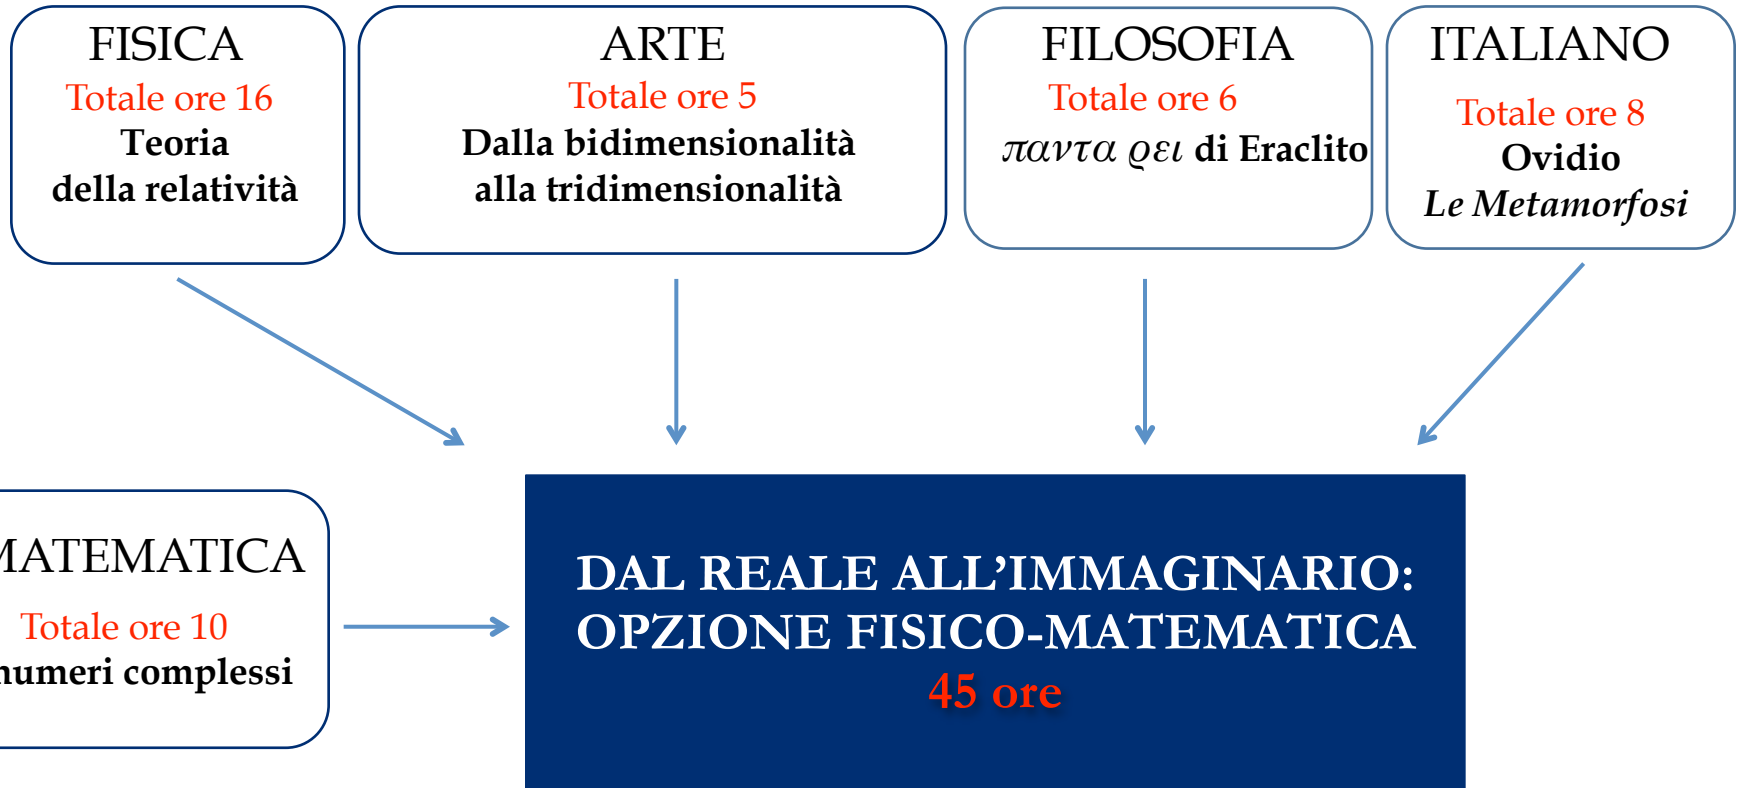 FISICA
Totale ore 16
Teoria
della relatività
ARTE
Totale ore 5
Dalla bidimensionalità
alla tridimensionalità
FILOSOFIA
Totale ore 6
παντα ρει di Eraclito
ITALIANO
Totale ore 8
Ovidio
Le Metamorfosi
MATEMATICA
Totale ore 10
numeri complessi
DAL REALE ALL’IMMAGINARIO:
OPZIONE FISICO-MATEMATICA
45 ore